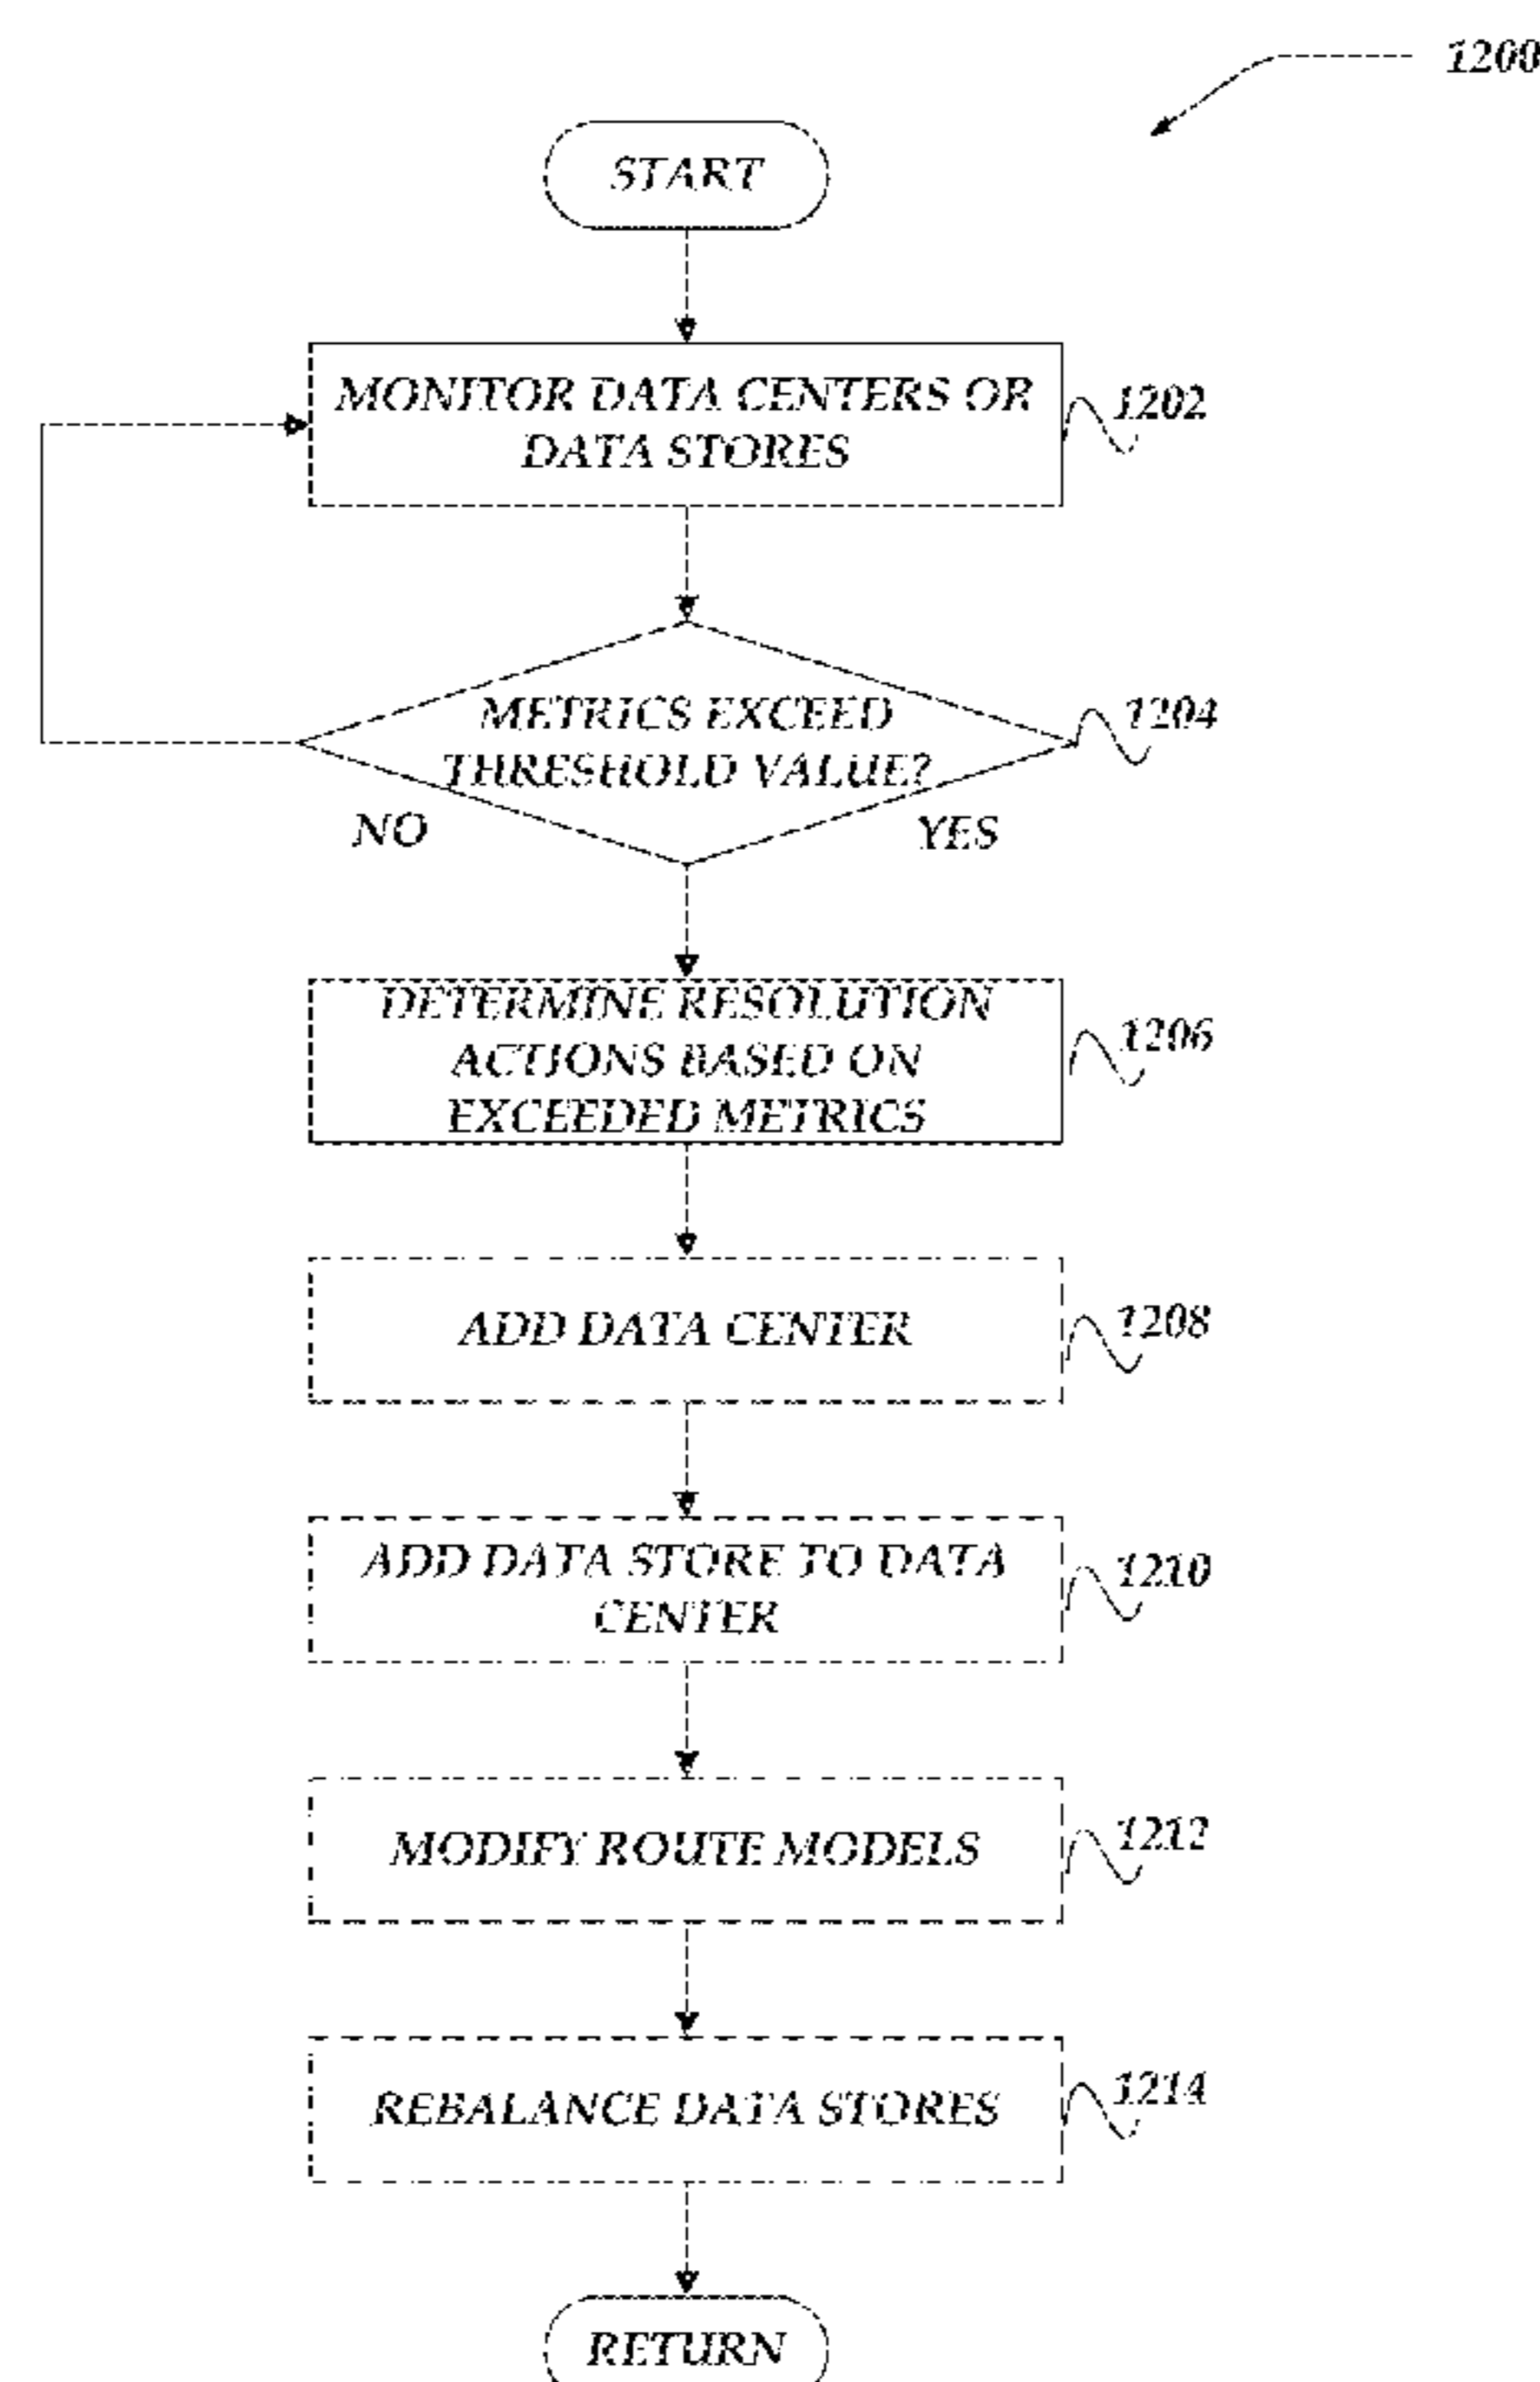 1200
START
MONITOR DATA CENTERS OR
DATA STORES
1202
METRICS EXCEED
THRESHOLD VALUE?
1204
NO
YES
DETERMINE RESOLUTION
ACTIONS BASED ON
EXCEEDED METRICS
1206
ADD DATA CENTER
1208
ADD DATA STORE TO DATA
CENTER
1210
MODIFY ROUTE MODELS
1212
REBALANCE DATA STORES
1214
RETURN